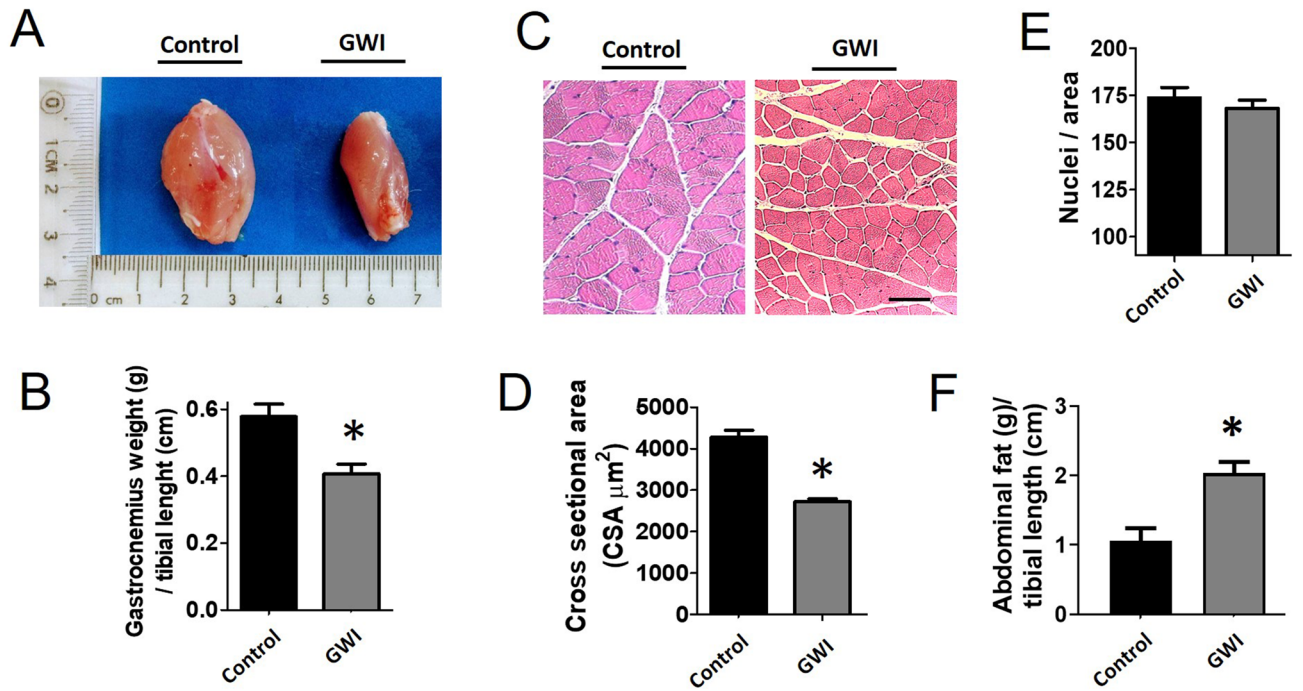 A
Control
GWI
0
1 CM
2
3
4
0 cm 1 2 3 4 5 6 7
B
Gastrocnemius weight (g)
/ tibial lenght (cm)
0.6
0.4
0.2
0.0
Control
GWI
C
Control
GWI
D
Cross sectional area
(CSA μm²)
5000
4000
3000
2000
1000
0
Control
GWI
E
Nuclei / area
200
175
150
125
100
Control
GWI
F
Abdominal fat (g)/
tibial length (cm)
3
2
1
0
Control
GWI
*
*
*